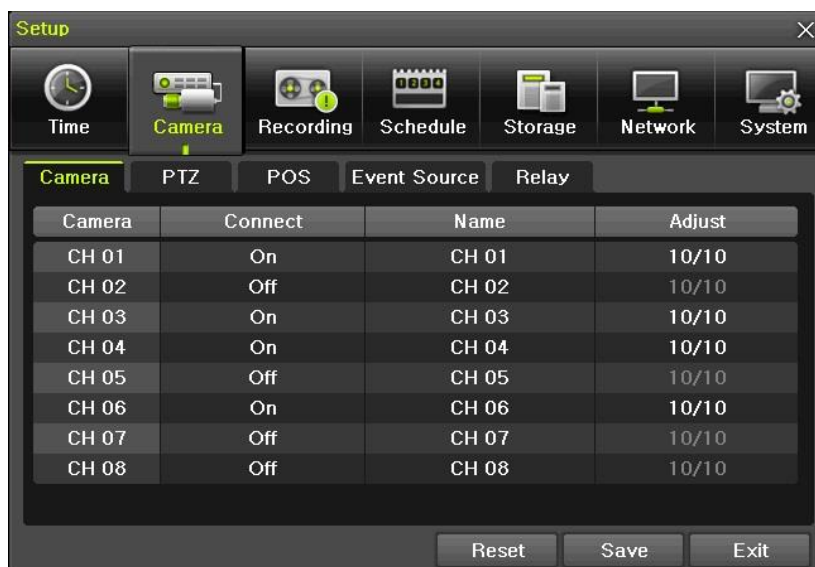 Setup
Time Camera Recording Schedule Storage Network System
Camera PTZ POS Event Source Relay
Camera Connect Name Adjust
CH 01 On CH 01 10/10
CH 02 Off CH 02 10/10
CH 03 On CH 03 10/10
CH 04 On CH 04 10/10
CH 05 Off CH 05 10/10
CH 06 On CH 06 10/10
CH 07 Off CH 07 10/10
CH 08 Off CH 08 10/10
Reset Save Exit